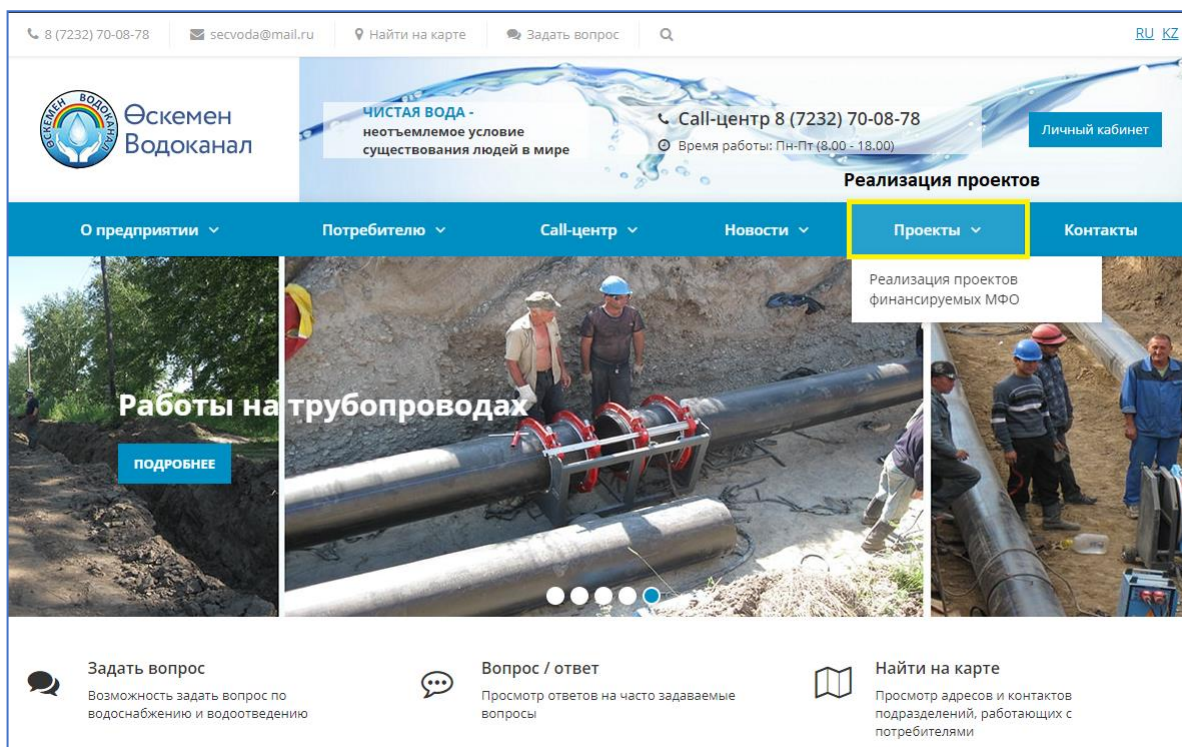 8 (7232) 70-08-78 secvoda@mail.ru Найти на карте Задать вопрос RU KZ
ӨСКЕМЕН ВОДОКАНАЛ
Өскемен
Водоканал
ЧИСТАЯ ВОДА -
неотъемлемое условие
существования людей в мире
Call-центр 8 (7232) 70-08-78
Время работы: Пн-Пт (8.00 - 18.00)
Личный кабинет
Реализация проектов
О предприятии Потребителю Call-центр Новости Проекты Контакты
Реализация проектов
финансируемых МФО
Работы на трубопроводах
ПОДРОБНЕЕ
Задать вопрос
Возможность задать вопрос по
водоснабжению и водоотведению
Вопрос / ответ
Просмотр ответов на часто задаваемые
вопросы
Найти на карте
Просмотр адресов и контактов
подразделений, работающих с
потребителями